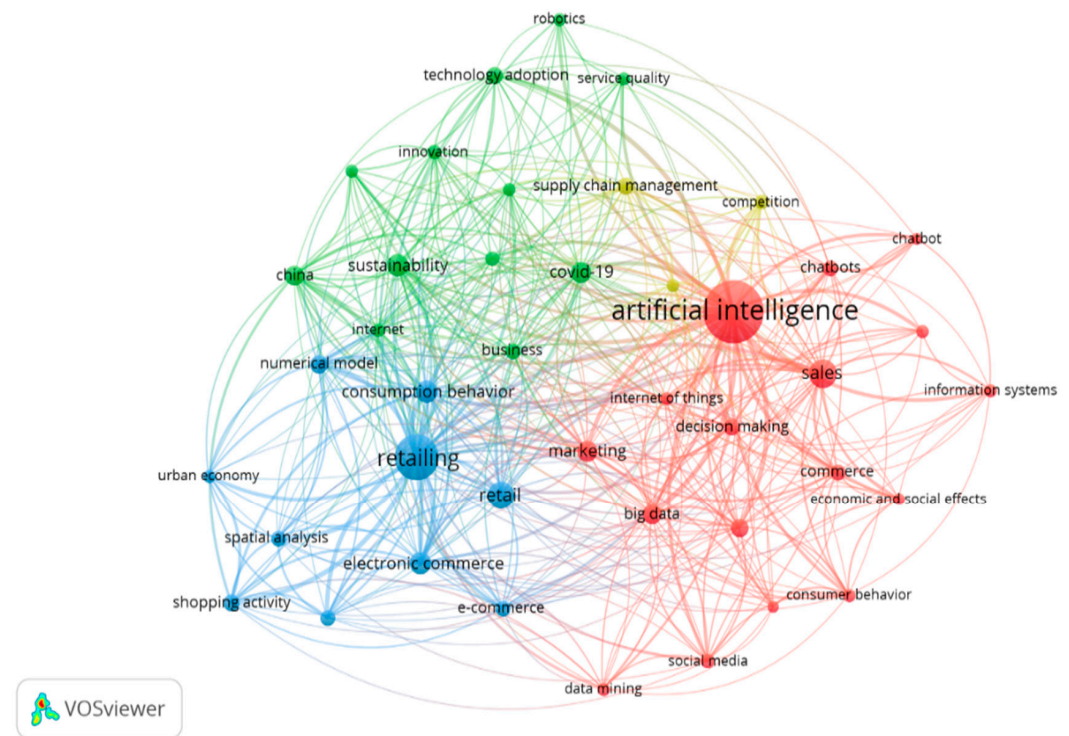 robotics
technology adoption
service quality
innovation
supply chain management
competition
chatbot
china
sustainability
covid-19
chatbots
artificial intelligence
internet
business
numerical model
consumption behavior
sales
internet of things
information systems
decision making
retailing
marketing
urban economy
commerce
retail
economic and social effects
big data
spatial analysis
electronic commerce
shopping activity
e-commerce
consumer behavior
social media
data mining
VOSviewer